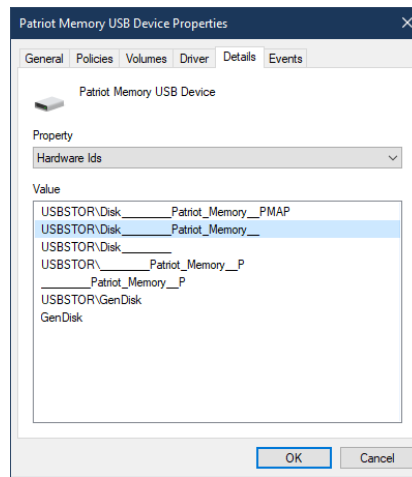 Patriot Memory USB Device Properties
General Policies Volumes Driver Details Events
Patriot Memory USB Device
Property
Hardware Ids
Value
USBSTOR\Disk________Patriot_Memory__PMAP
USBSTOR\Disk________Patriot_Memory__
USBSTOR\Disk________
USBSTOR\________Patriot_Memory__P
________Patriot_Memory__P
USBSTOR\GenDisk
GenDisk
OK Cancel